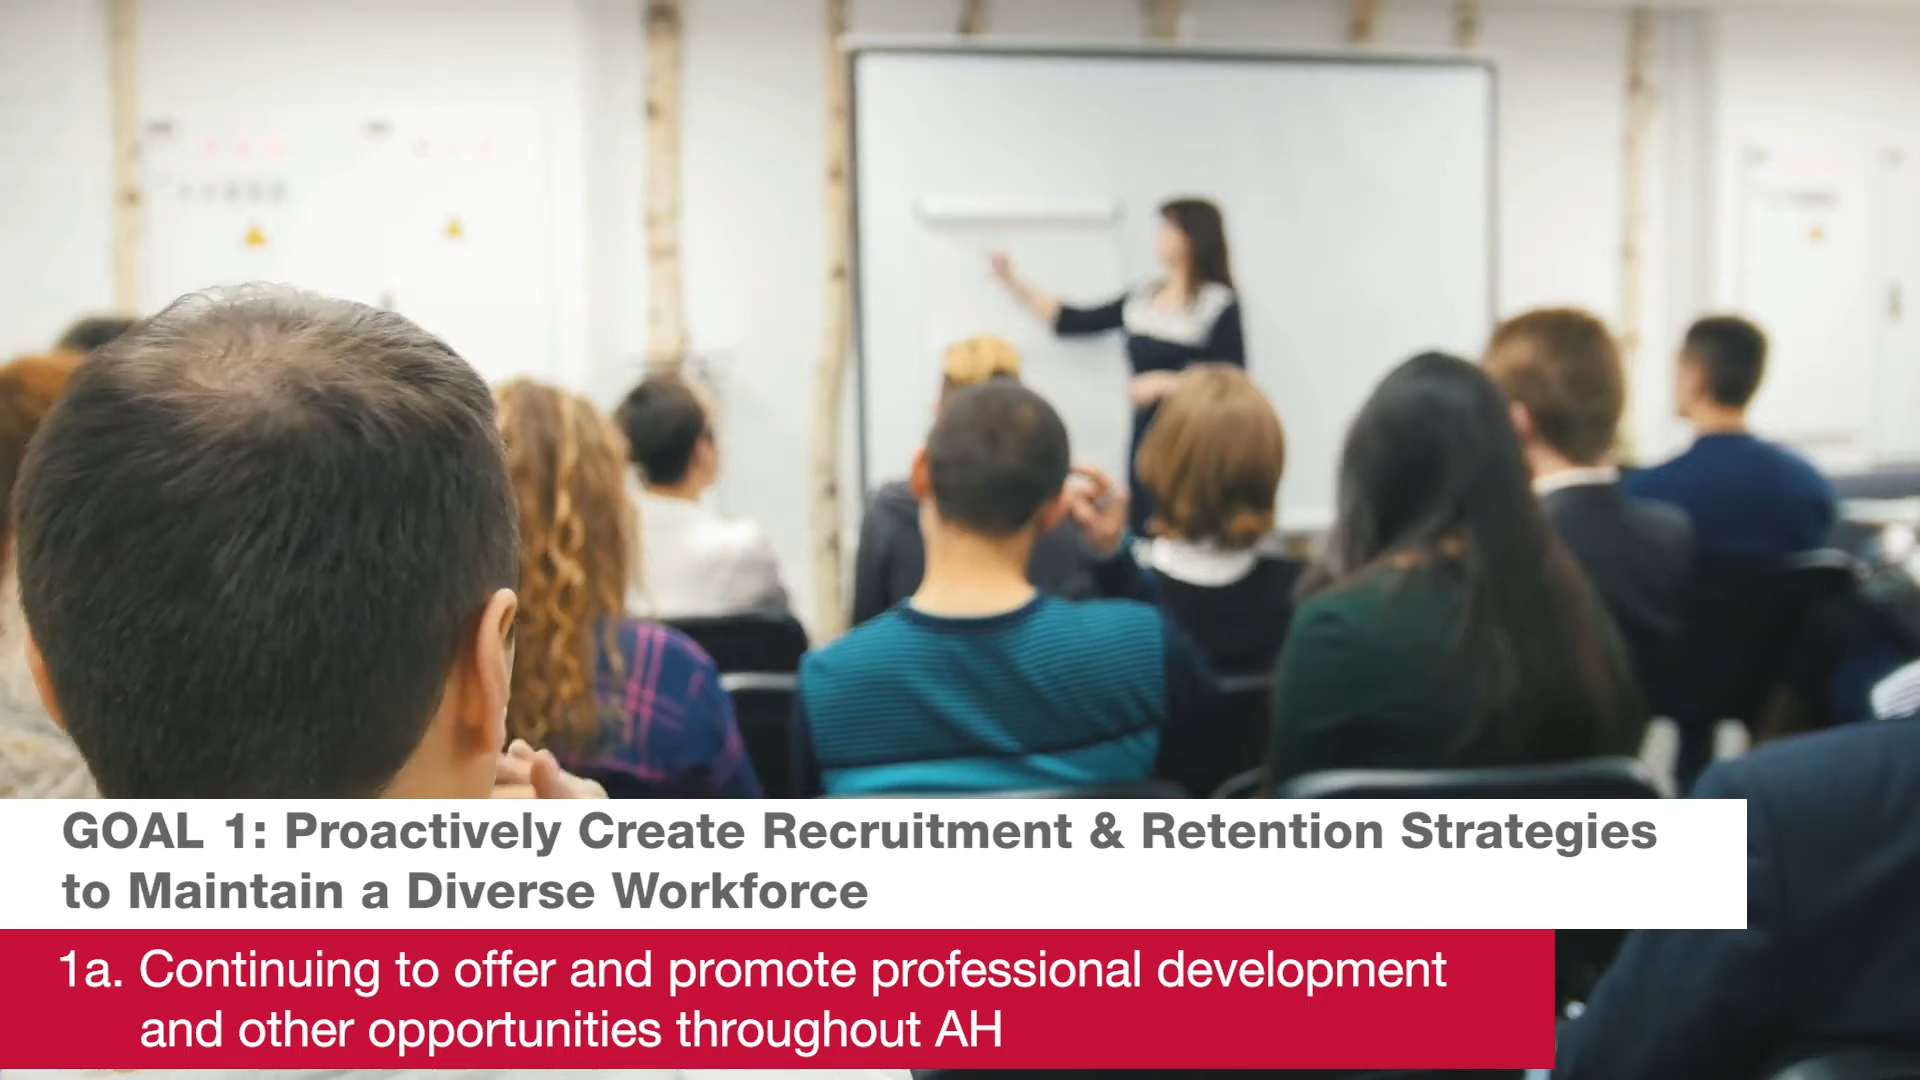 GOAL 1: Proactively Create Recruitment & Retention Strategies
to Maintain a Diverse Workforce
1a. Continuing to offer and promote professional development
and other opportunities throughout AH